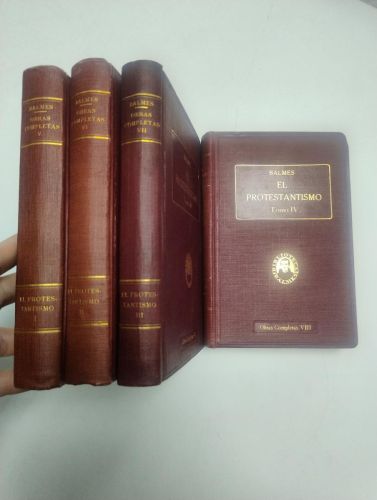 BALMES
OBRAS
COMPLETAS
V
EL PROTES-
TANTISMO
I
BALMES
OBRAS
COMPLETAS
VI
EL PROTES-
TANTISMO
II
BALMES
OBRAS
COMPLETAS
VII
EL PROTES-
TANTISMO
III
BALMES
EL
PROTESTANTISMO
Tomo IV
Obras Completas VIII